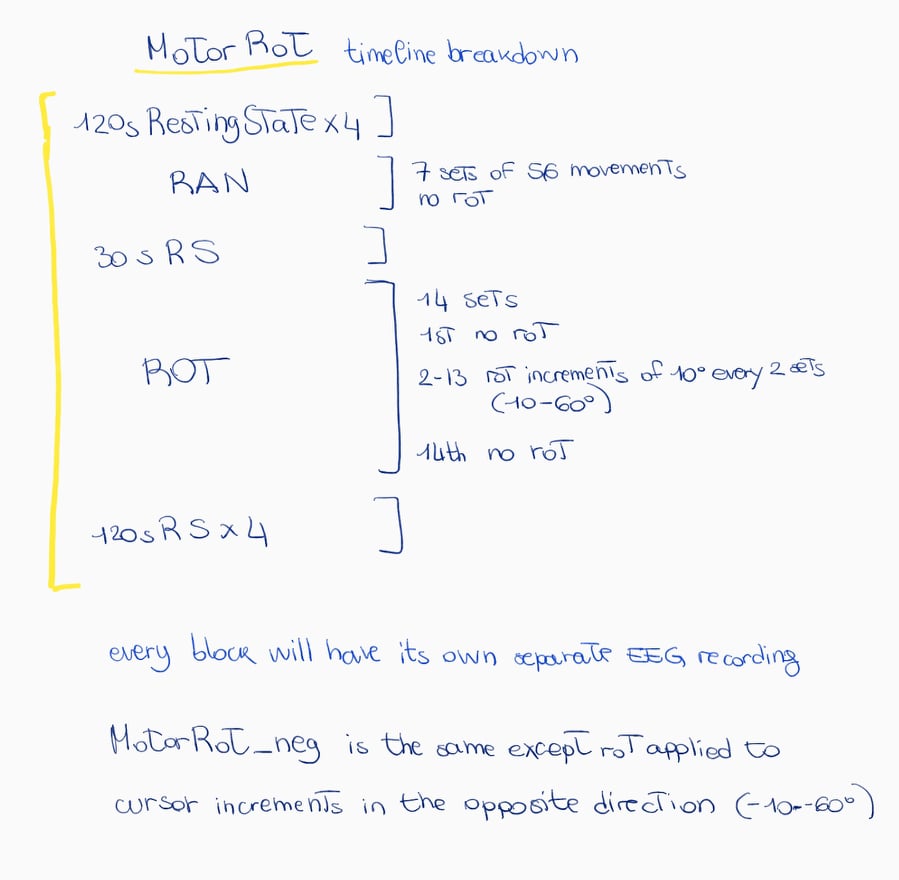 MotorRoT timeline breakdown
120s RestingState x4 ]
RAN ] 7 sets of 56 movements
no rot
30s RS ]
14 sets
1st no rot
ROT ] 2-13 rot increments of 10° every 2 sets
(10-60°)
14th no rot
120s RS x 4 ]
every block will have its own separate EEG recording
MotorRoT_neg is the same except rot applied to
cursor increments in the opposite direction (-10--60°)